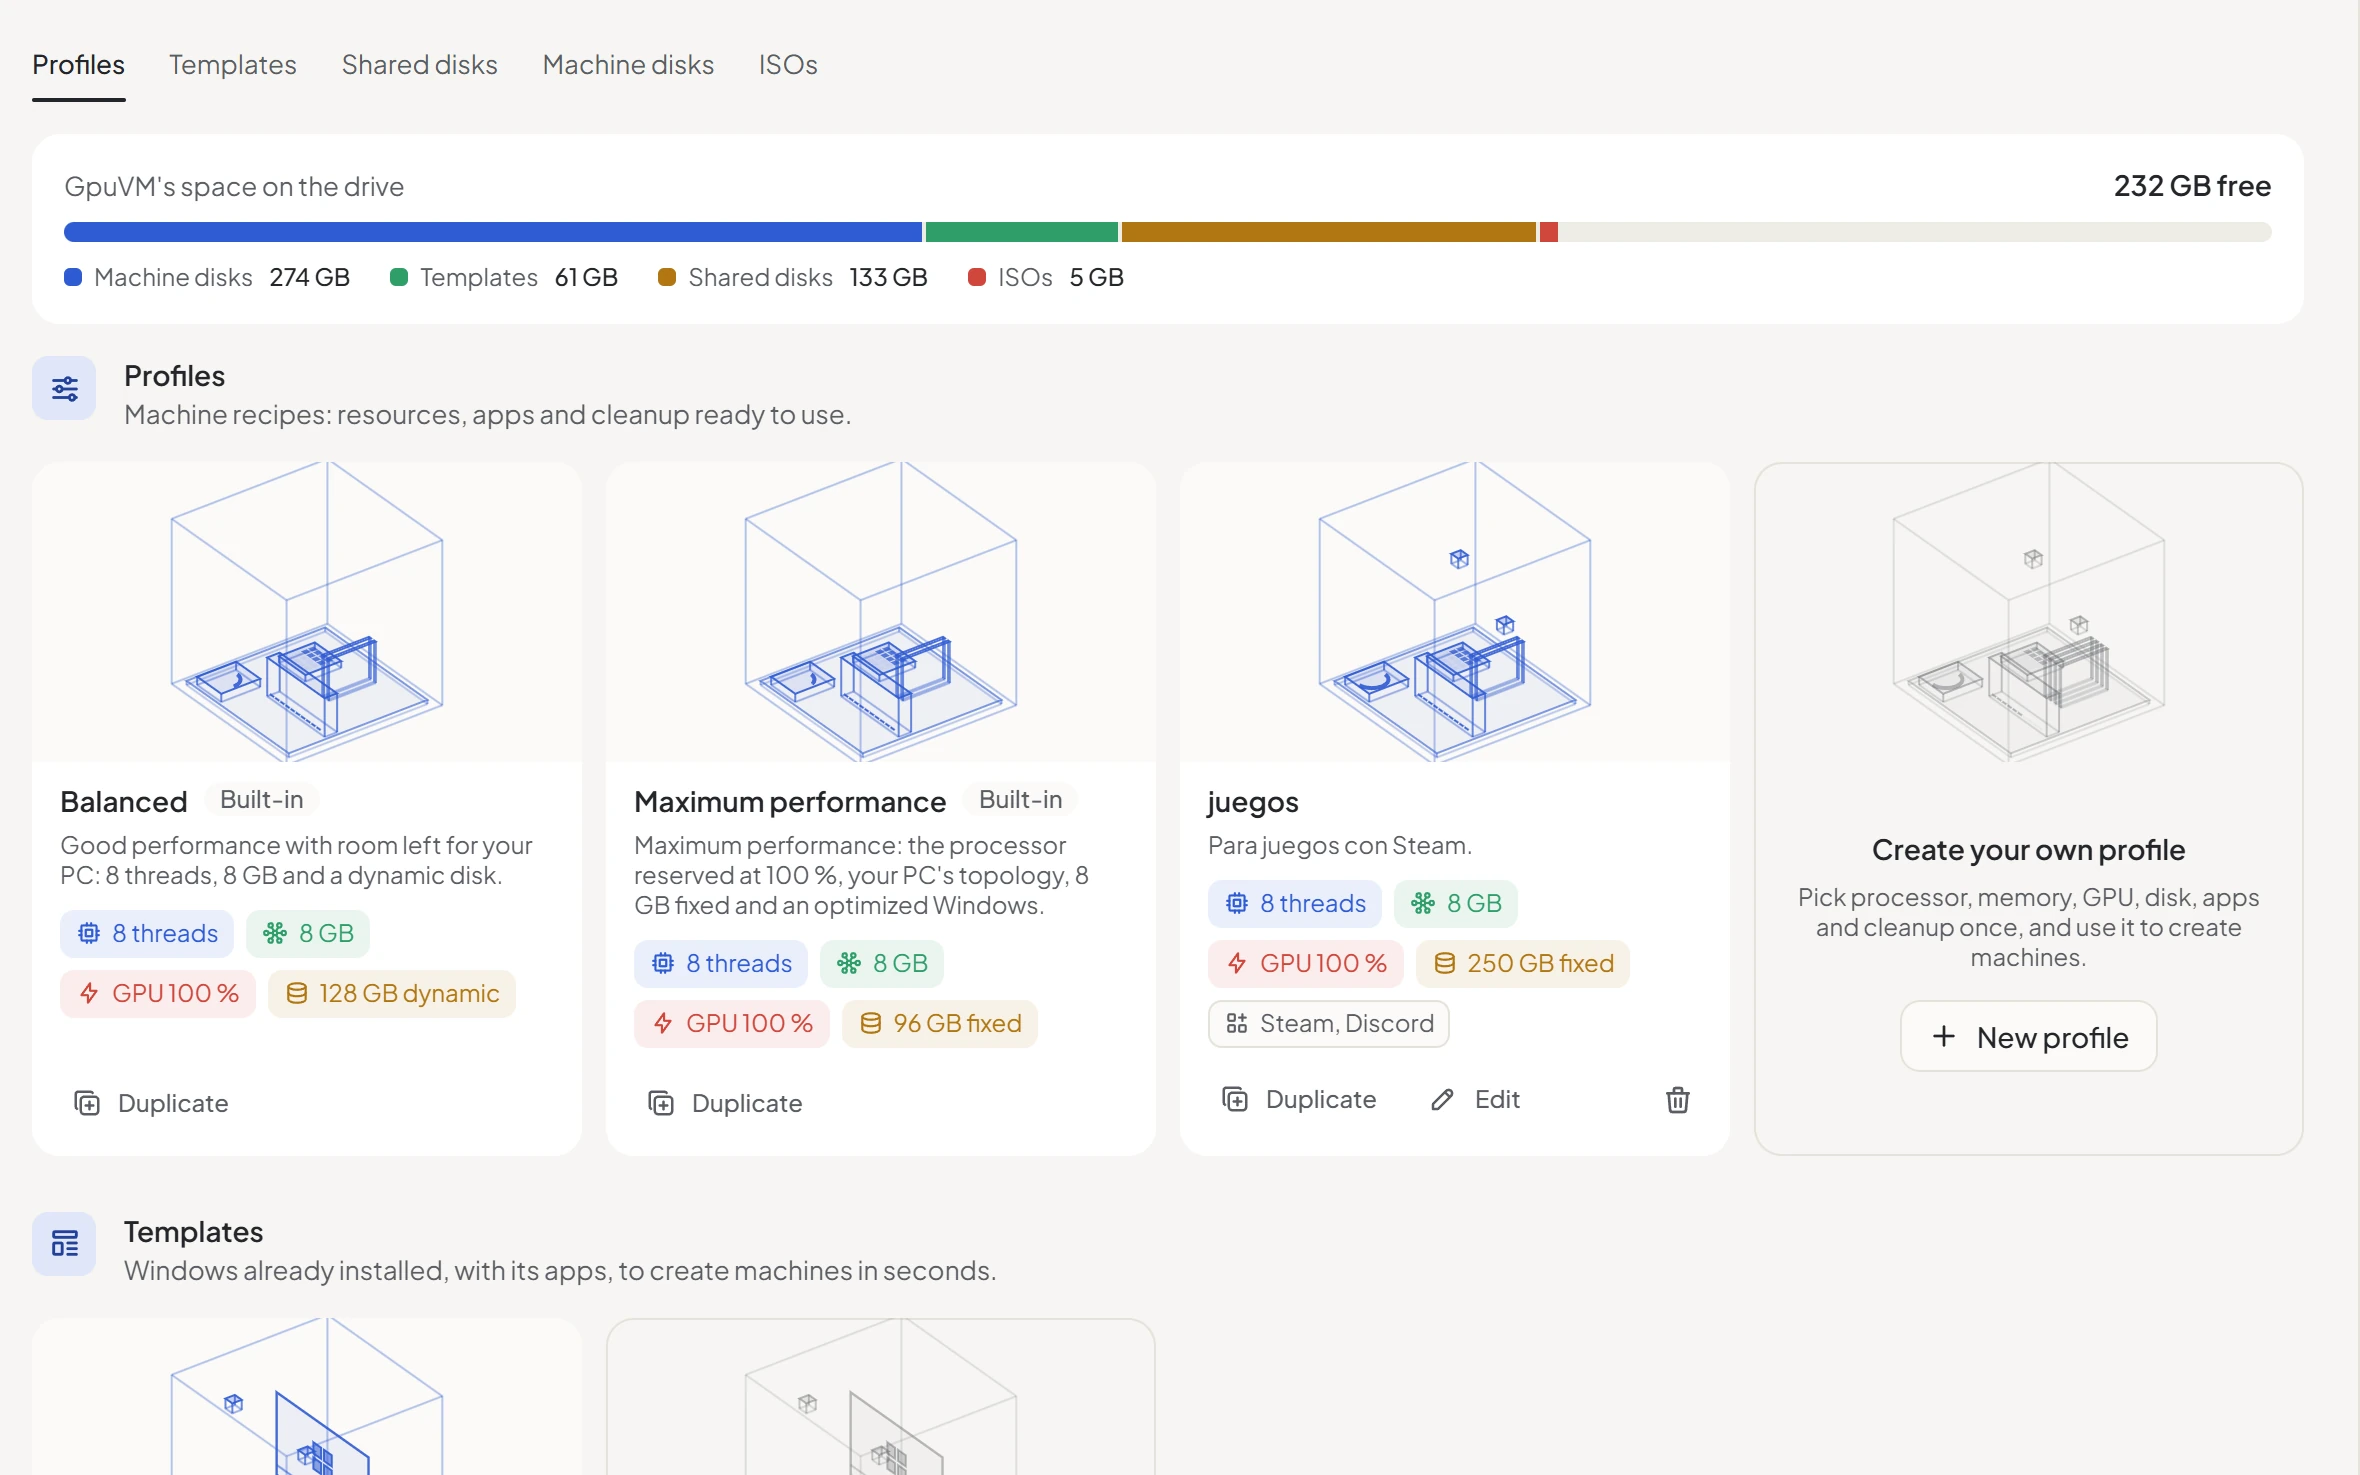 Profiles Templates Shared disks Machine disks ISOs
GpuVM's space on the drive 232 GB free
Machine disks 274 GB Templates 61 GB Shared disks 133 GB ISOs 5 GB
Profiles
Machine recipes: resources, apps and cleanup ready to use.
Balanced Built-in
Good performance with room left for your
PC: 8 threads, 8 GB and a dynamic disk.
8 threads 8 GB
GPU 100 % 128 GB dynamic
Duplicate
Maximum performance Built-in
Maximum performance: the processor
reserved at 100 %, your PC's topology, 8
GB fixed and an optimized Windows.
8 threads 8 GB
GPU 100 % 96 GB fixed
Duplicate
juegos
Para juegos con Steam.
8 threads 8 GB
GPU 100 % 250 GB fixed
Steam, Discord
Duplicate Edit
Create your own profile
Pick processor, memory, GPU, disk, apps
and cleanup once, and use it to create
machines.
New profile
Templates
Windows already installed, with its apps, to create machines in seconds.